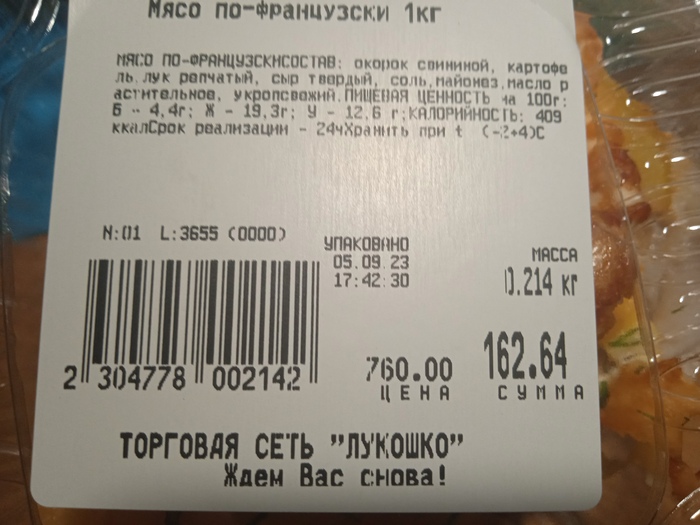 Мясо по-французски 1кг
МЯСО ПО-ФРАНЦУЗСКИСОСТАВ: окорок свининой, картофе
ль,лук репчатый, сыр твердый, соль,майонез,масло р
астительное, укропсвежий.ПИЩЕВАЯ ЦЕННОСТЬ на 100г:
Б - 4,4г; Ж - 19,3г; У - 12,6 г;КАЛОРИЙНОСТЬ: 409
ккалСрок реализации - 24чХранить при t (-2+4)С
N:01 L:3655 (0000)
УПАКОВАНО
05.09.23
17:42:30
МАССА
0.214 кг
2 304778 002142
760.00
ЦЕНА
162.64
СУММА
ТОРГОВАЯ СЕТЬ "ЛУКОШКО"
Ждем Вас снова!